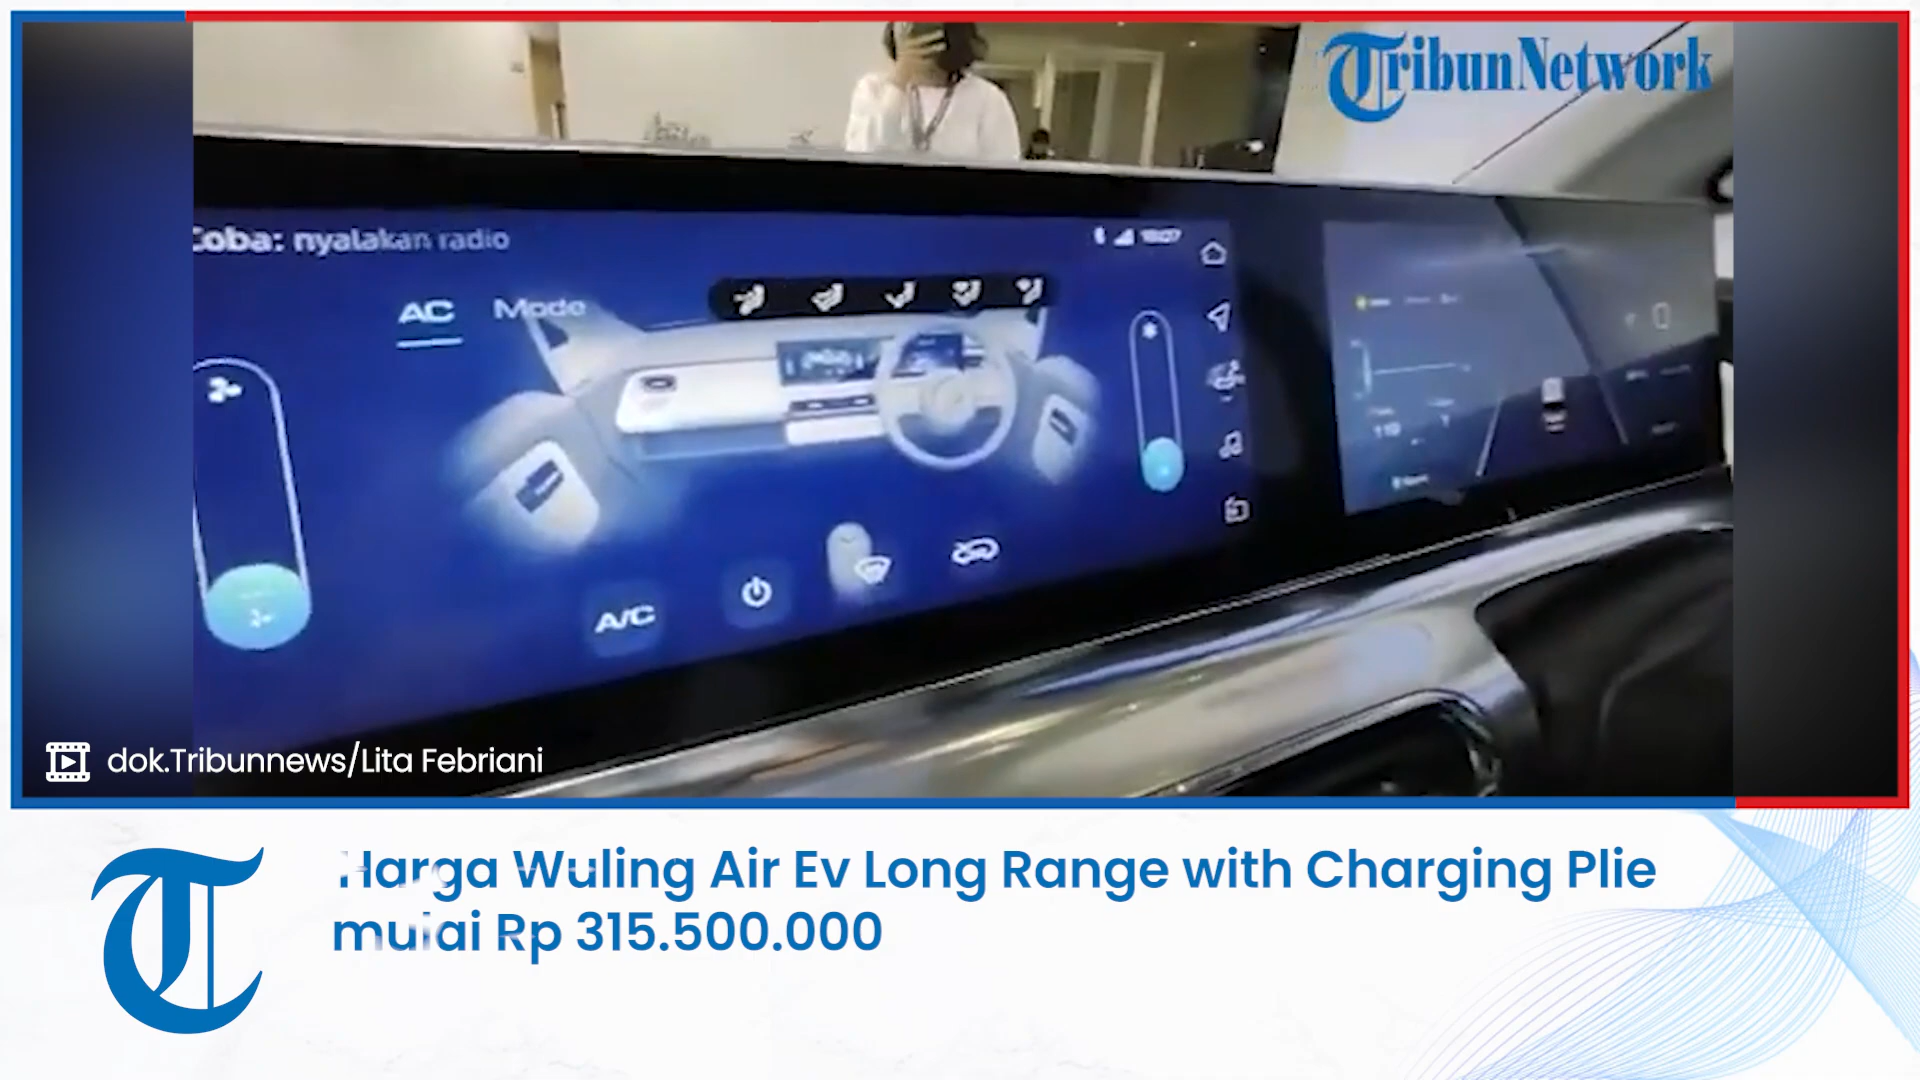 TribunNetwork
Coba: nyalakan radio
AC Mode
A/C
dok.Tribunnews/Lita Febriani
Harga Wuling Air Ev Long Range with Charging Plie
mulai Rp 315.500.000